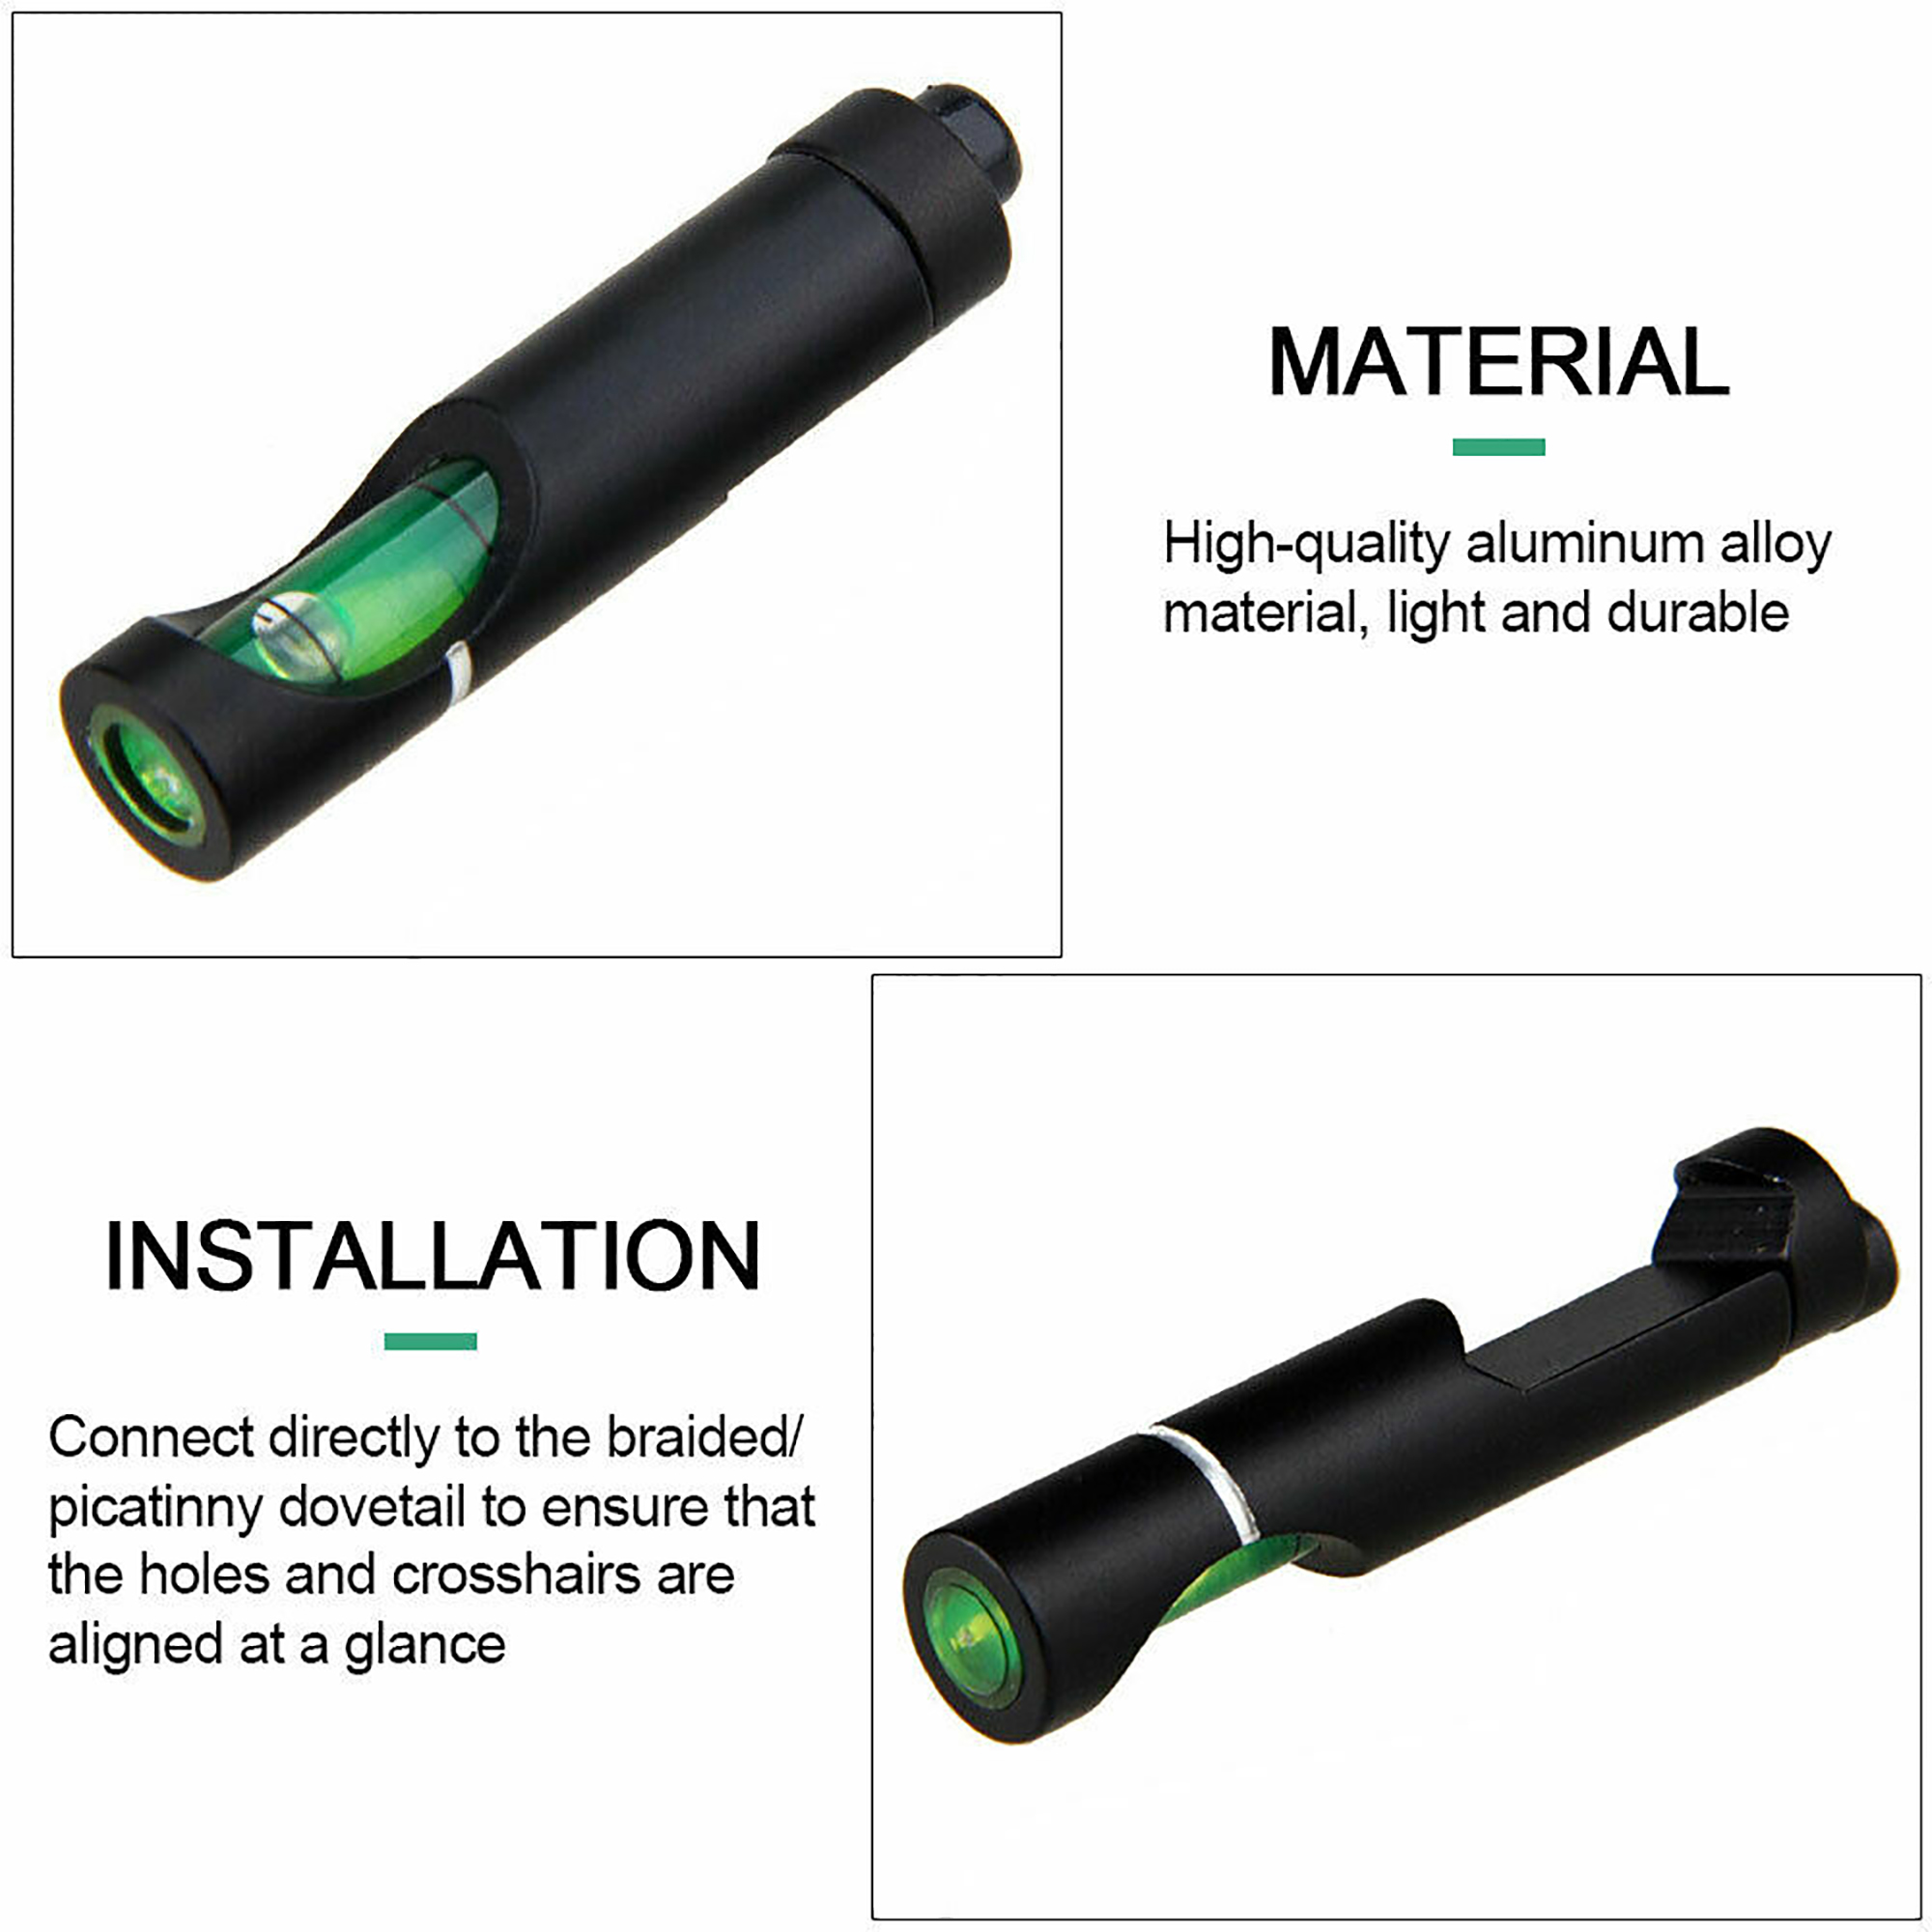 MATERIAL
High-quality aluminum alloy
material, light and durable
INSTALLATION
Connect directly to the braided/
picatinny dovetail to ensure that
the holes and crosshairs are
aligned at a glance